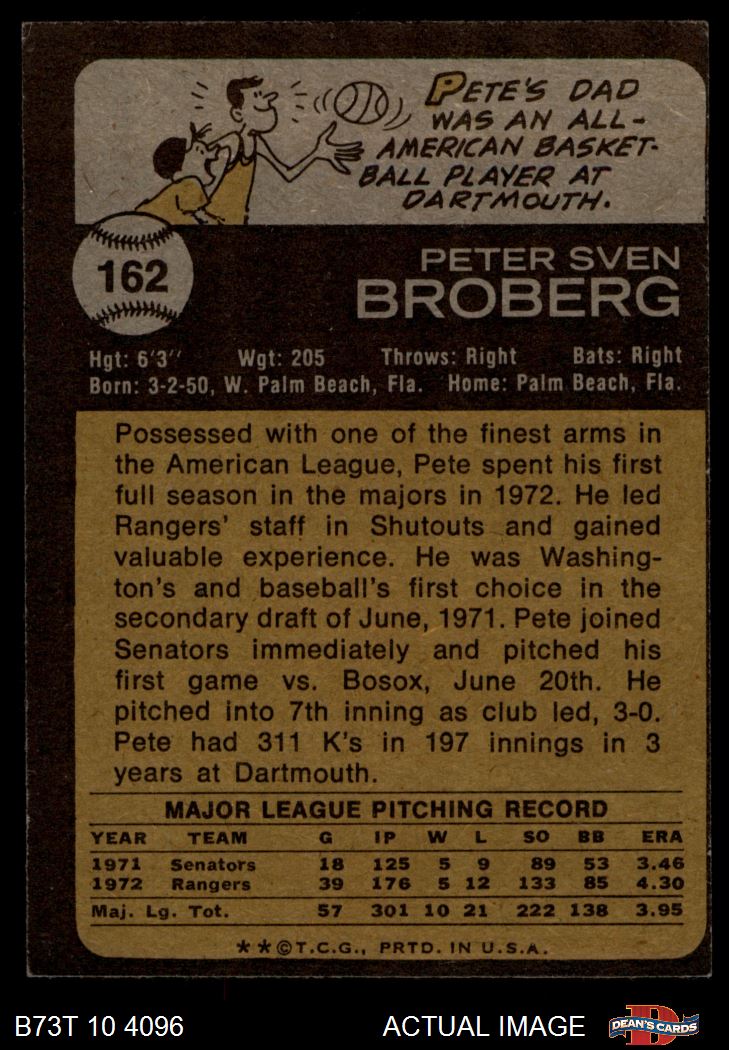 PETE'S DAD
WAS AN ALL-
AMERICAN BASKET-
BALL PLAYER AT
DARTMOUTH.
162
PETER SVEN
BROBERG
Hgt: 6'3" Wgt: 205 Throws: Right Bats: Right
Born: 3-2-50, W. Palm Beach, Fla. Home: Palm Beach, Fla.
Possessed with one of the finest arms in
the American League, Pete spent his first
full season in the majors in 1972. He led
Rangers' staff in Shutouts and gained
valuable experience. He was Washing-
ton's and baseball's first choice in the
secondary draft of June, 1971. Pete joined
Senators immediately and pitched his
first game vs. Bosox, June 20th. He
pitched into 7th inning as club led, 3-0.
Pete had 311 K's in 197 innings in 3
years at Dartmouth.
MAJOR LEAGUE PITCHING RECORD
YEAR TEAM G IP W L SO BB ERA
1971 Senators 18 125 5 9 89 53 3.46
1972 Rangers 39 176 5 12 133 85 4.30
Maj. Lg. Tot. 57 301 10 21 222 138 3.95
**©T.C.G., PRTD. IN U.S.A.
B73T 10 4096 ACTUAL IMAGE
D
DEAN'S CARDS